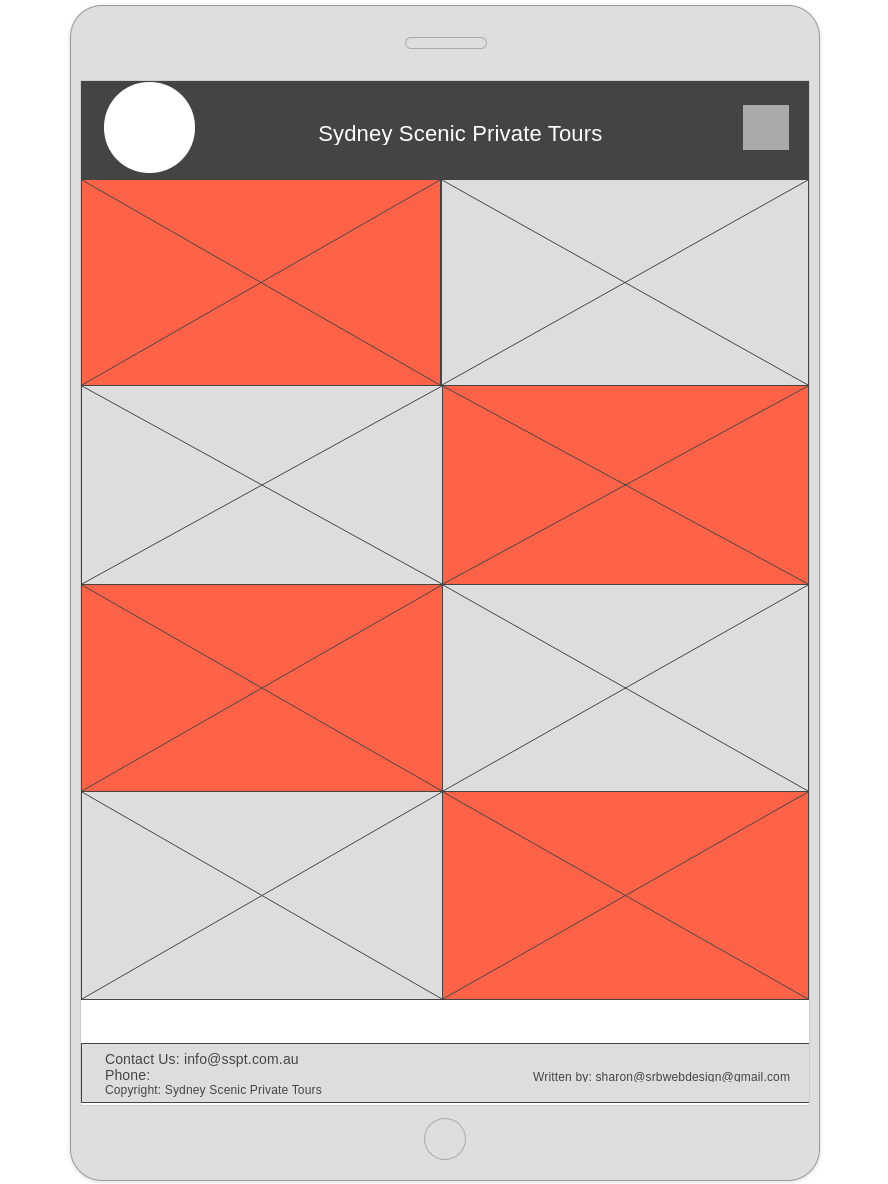 Sydney Scenic Private Tours
Contact Us: info@sspt.com.au
Phone:
Copyright: Sydney Scenic Private Tours
Written by: sharon@srbwebdesign@gmail.com